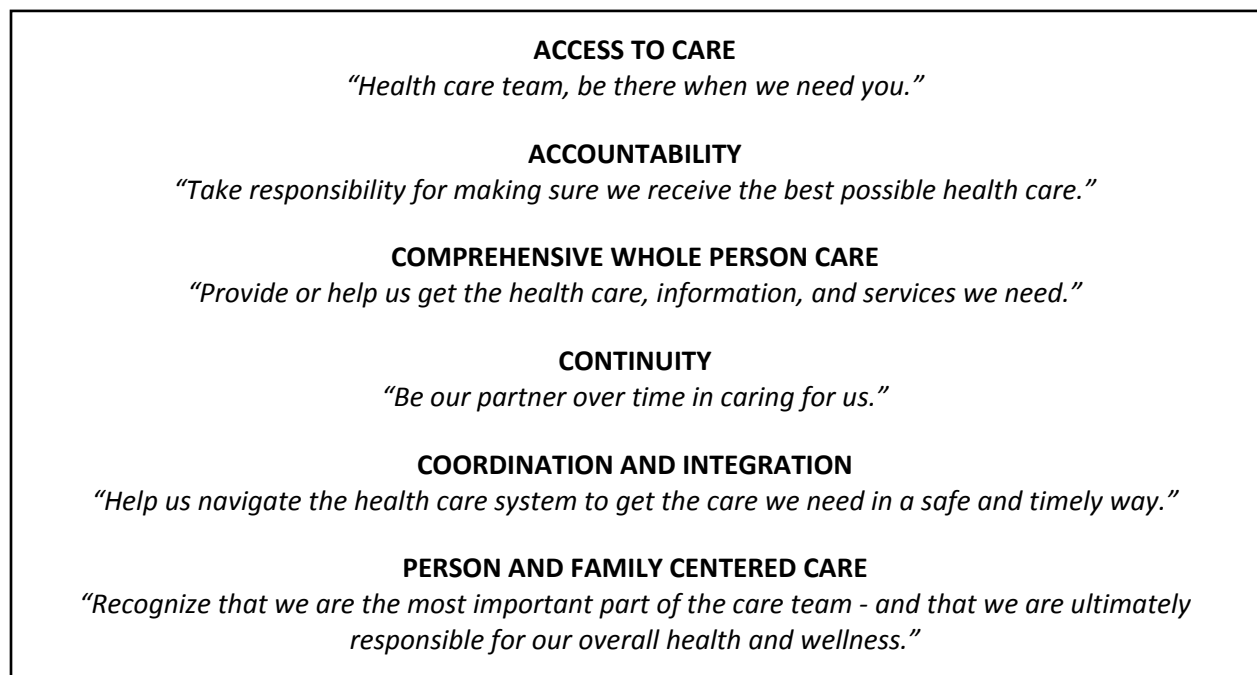 ACCESS TO CARE
“Health care team, be there when we need you.”
ACCOUNTABILITY
“Take responsibility for making sure we receive the best possible health care.”
COMPREHENSIVE WHOLE PERSON CARE
“Provide or help us get the health care, information, and services we need.”
CONTINUITY
“Be our partner over time in caring for us.”
COORDINATION AND INTEGRATION
“Help us navigate the health care system to get the care we need in a safe and timely way.”
PERSON AND FAMILY CENTERED CARE
“Recognize that we are the most important part of the care team - and that we are ultimately
responsible for our overall health and wellness.”